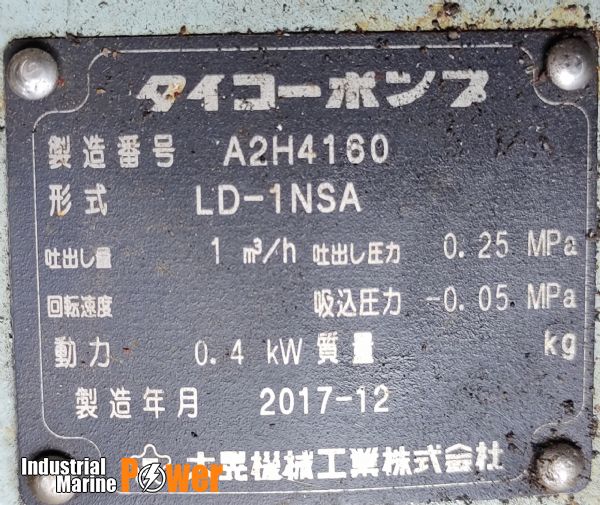 タイコーポンプ
製造番号 A2H4160
形式 LD-1NSA
吐出し量 1 m³/h 吐出し圧力 0.25 MPa
回転速度 吸込圧力 -0.05 MPa
動力 0.4 kW 質量 kg
製造年月 2017-12
大晃機械工業株式会社
Industrial
Marine Power